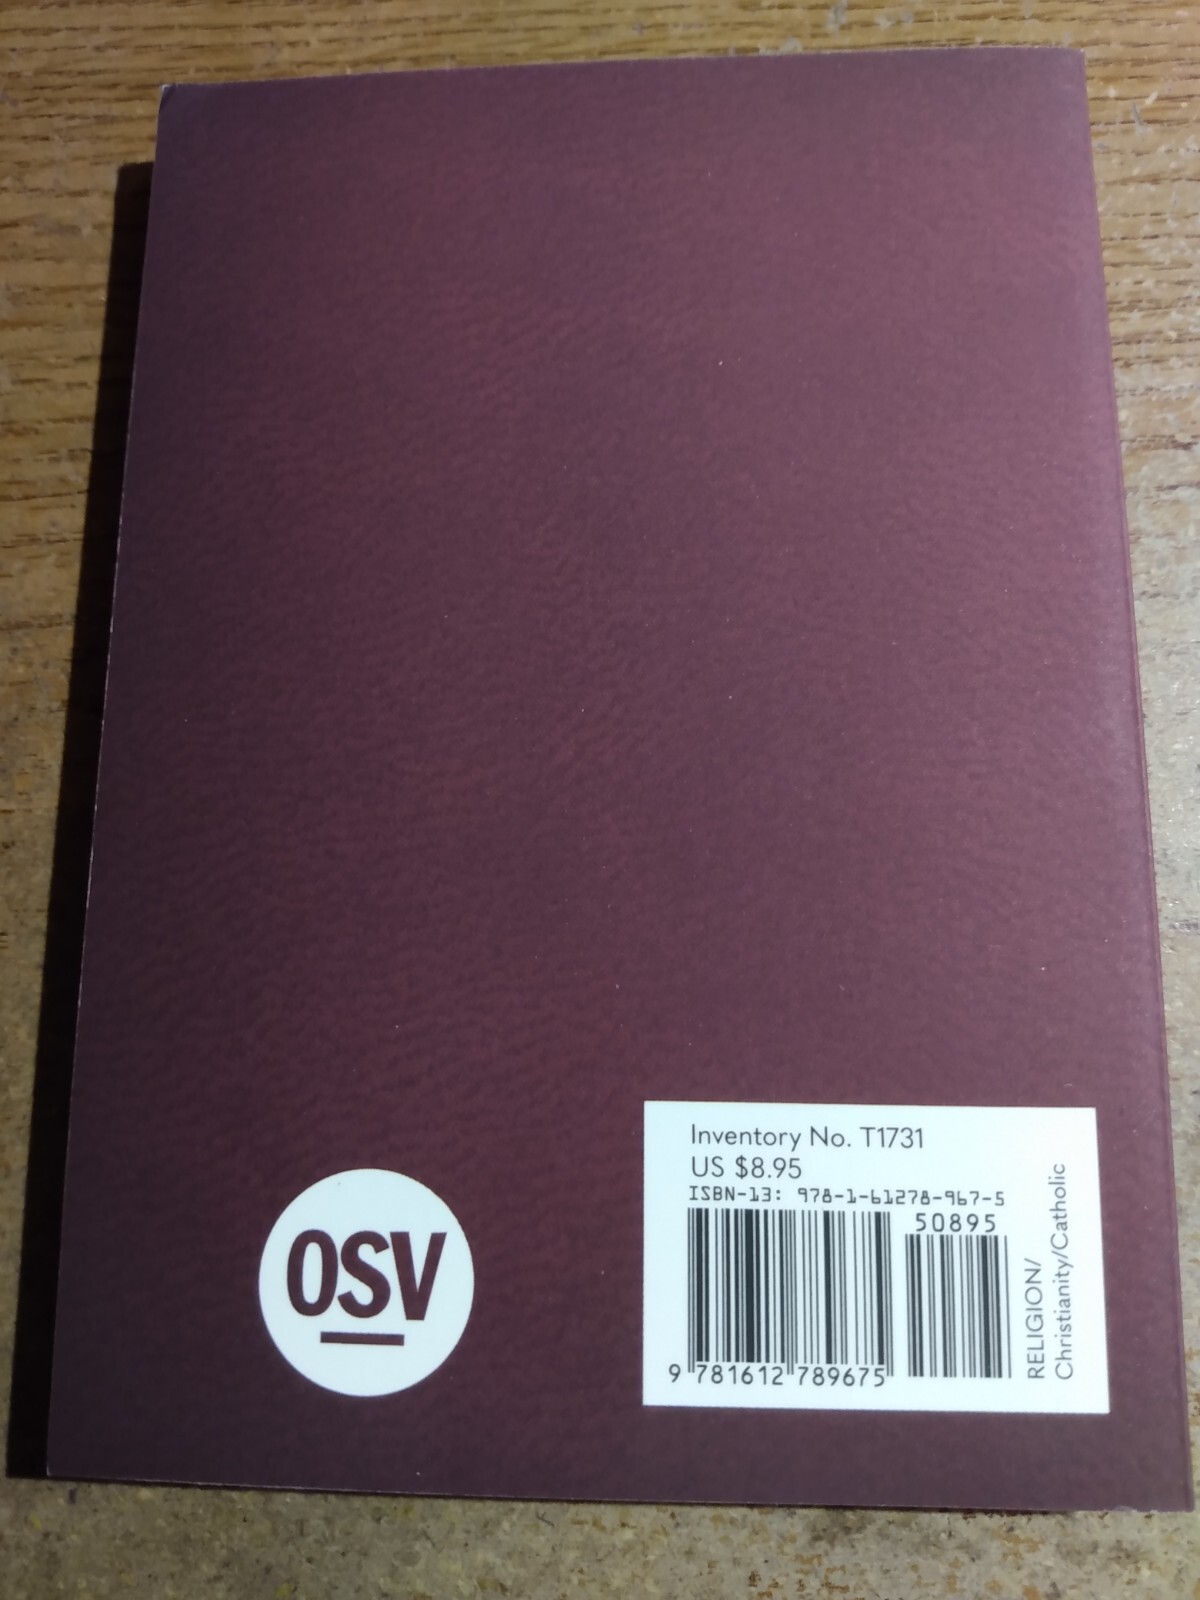 OSV
Inventory No. T1731
US $8.95
ISBN-13: 978-1-61278-967-5
50895
9 781612 789675
RELIGION/
Christianity/Catholic